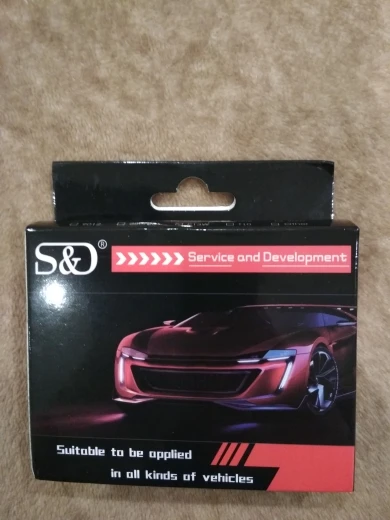 S&D®
Service and Development
Suitable to be applied
in all kinds of vehicles